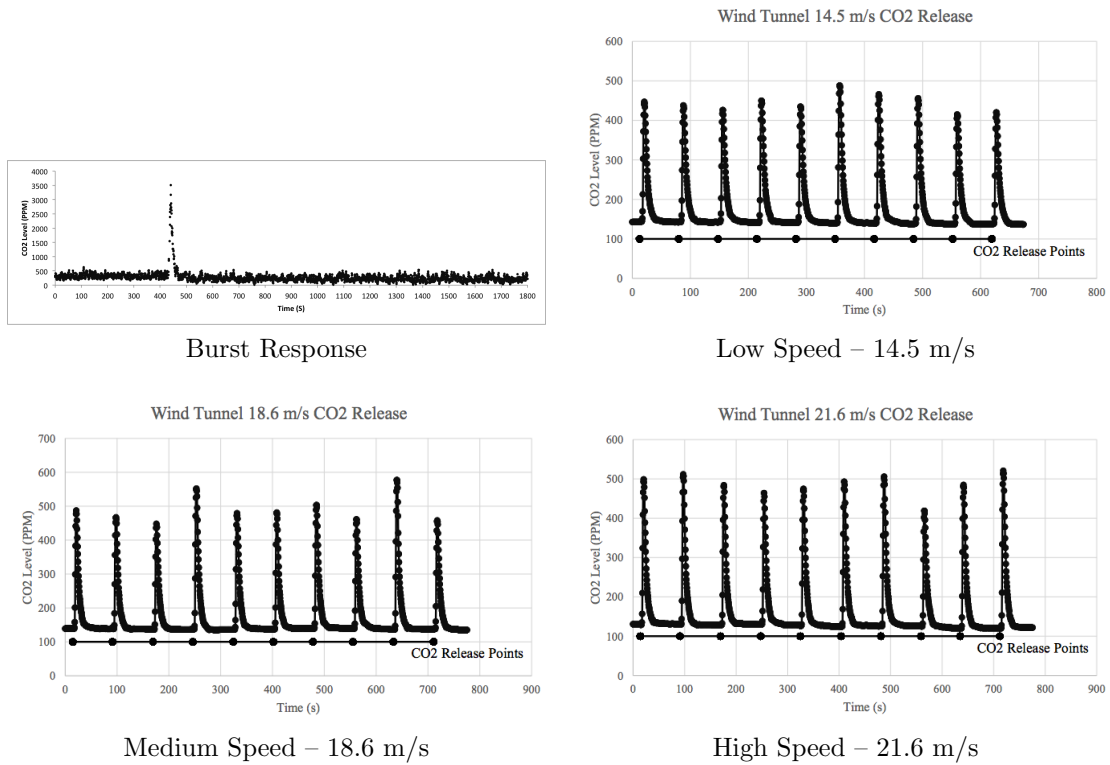 CO2 Level (PPM)
4000
3500
3000
2500
2000
1500
1000
500
0
0 100 200 300 400 500 600 700 800 900 1000 1100 1200 1300 1400 1500 1600 1700 1800
Time (S)
Burst Response
Wind Tunnel 14.5 m/s CO2 Release
CO2 Level (PPM)
600
500
400
300
200
100
0
CO2 Release Points
0 100 200 300 400 500 600 700 800
Time (s)
Low Speed – 14.5 m/s
Wind Tunnel 18.6 m/s CO2 Release
CO2 Level (PPM)
700
600
500
400
300
200
100
0
CO2 Release Points
0 100 200 300 400 500 600 700 800 900
Time (s)
Medium Speed – 18.6 m/s
Wind Tunnel 21.6 m/s CO2 Release
CO2 Level (PPM)
600
500
400
300
200
100
0
CO2 Release Points
0 100 200 300 400 500 600 700 800 900
Time (s)
High Speed – 21.6 m/s